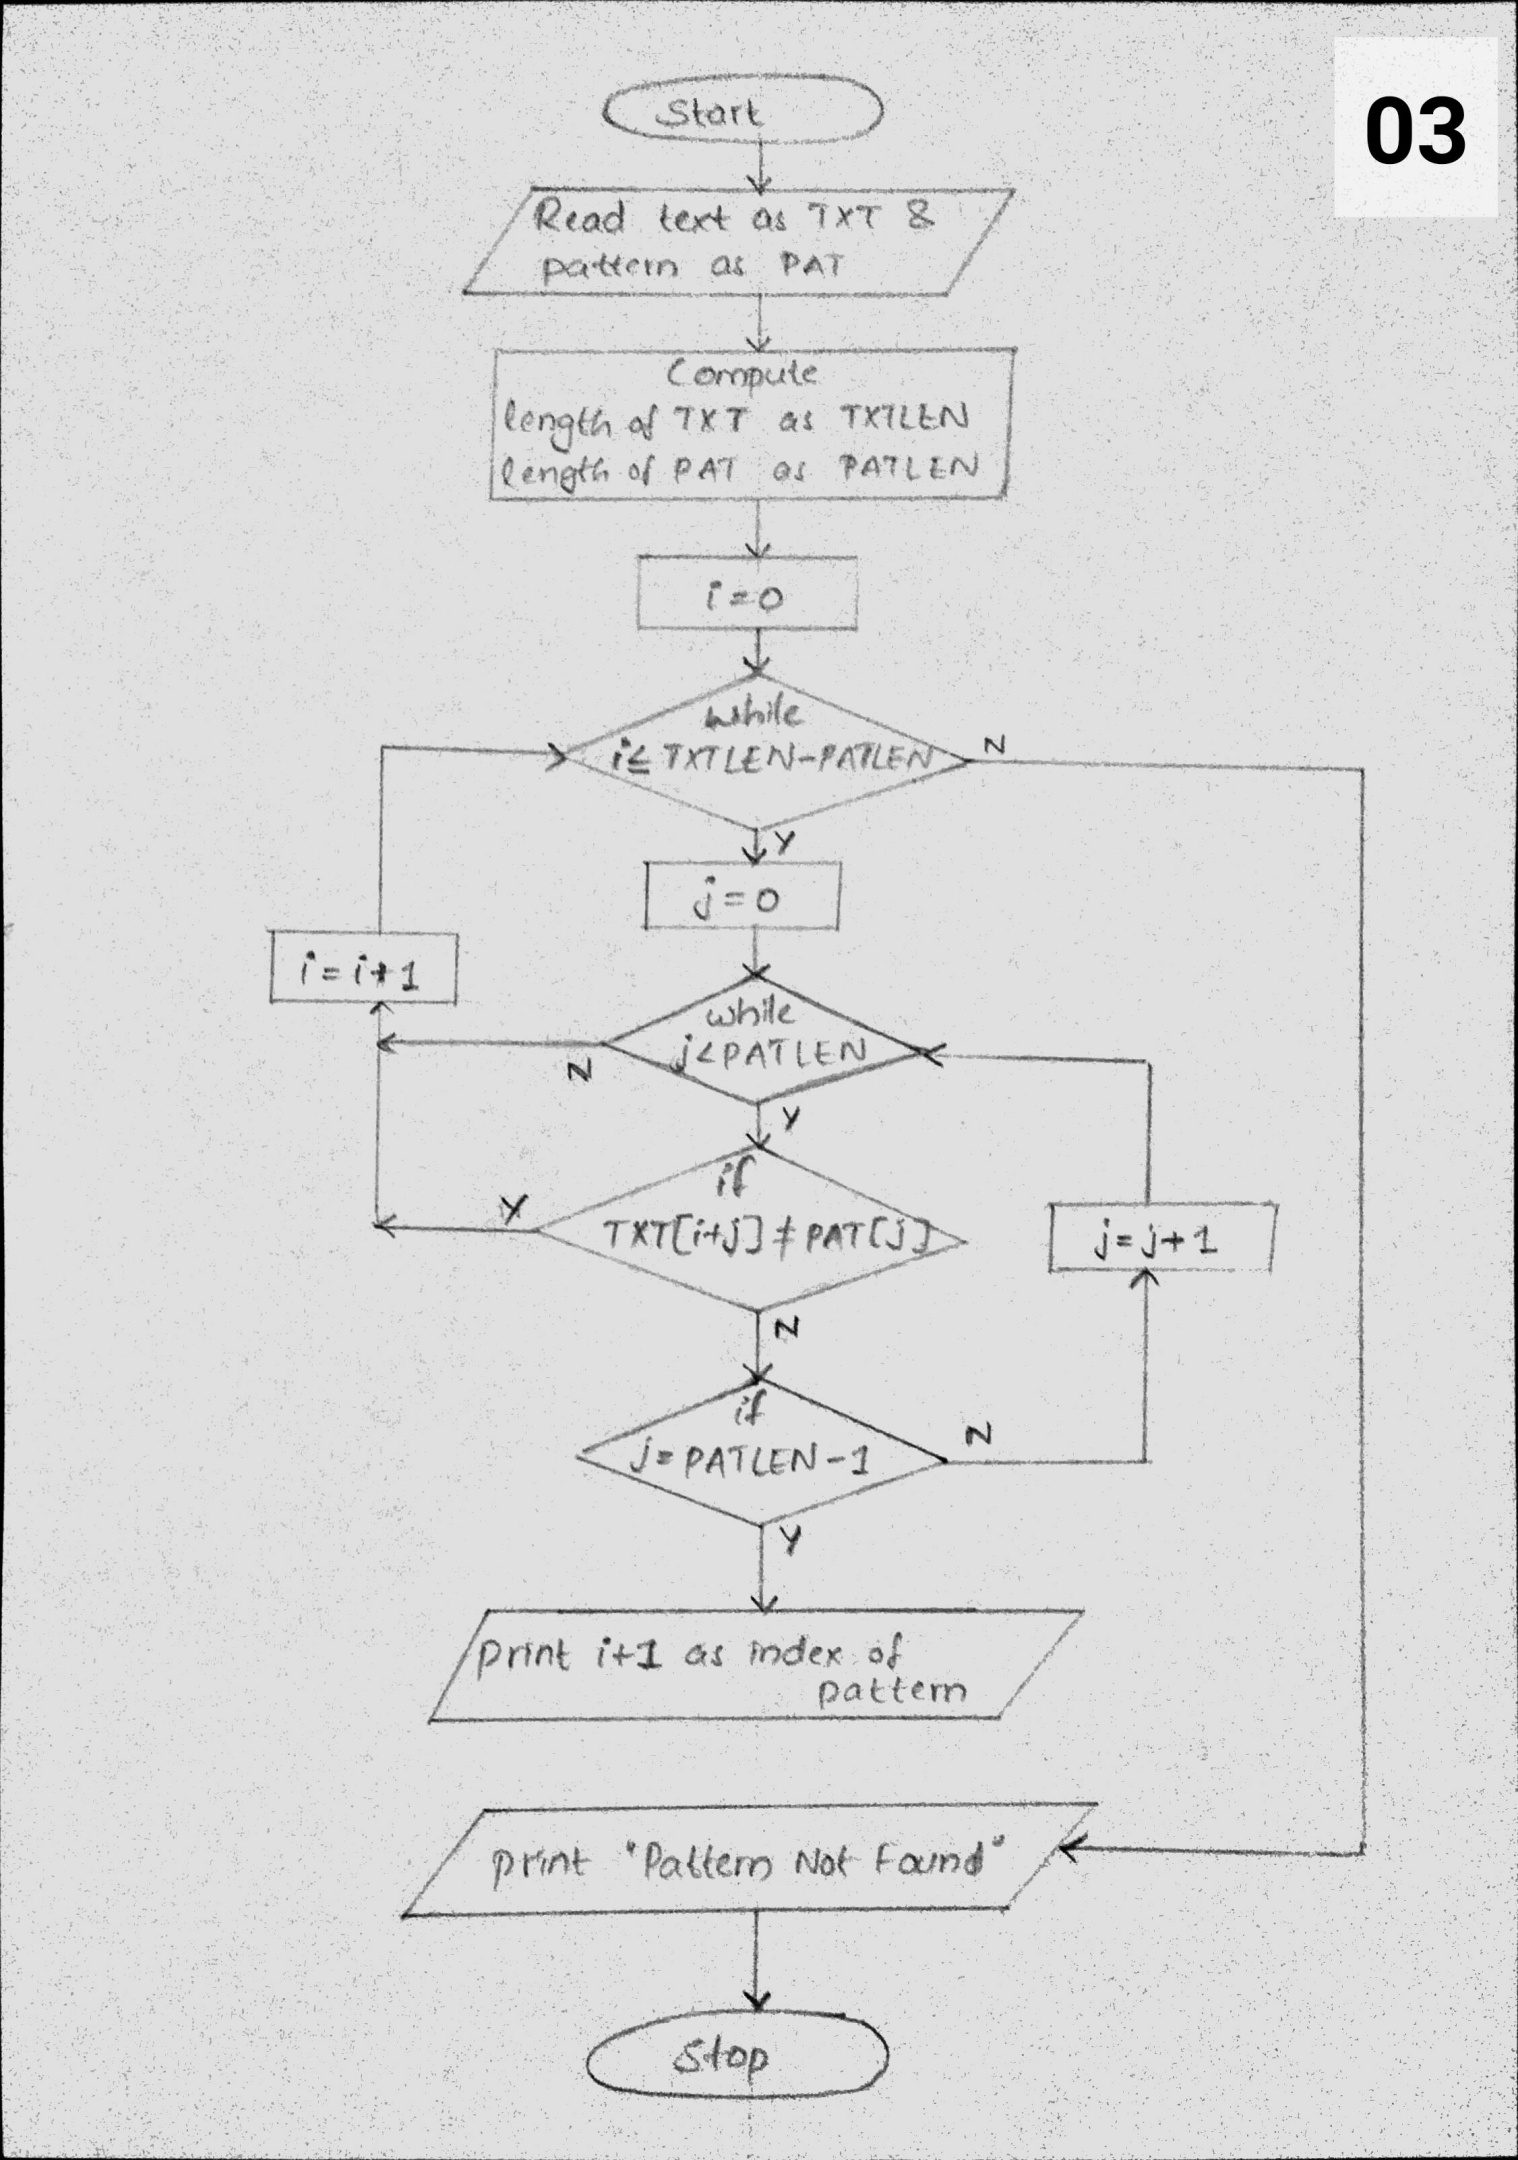 03
Start
Read text as TXT &
pattern as PAT
Compute
length of TXT as TXTLEN
length of PAT as PATLEN
i=0
while
i≤ TXTLEN-PATLEN
N
Y
j=0
i=i+1
while
j<PATLEN
N
Y
if
TXT[i+j] ≠ PAT[j]
Y
j=j+1
N
if
j=PATLEN-1
N
Y
print i+1 as index of
pattern
print "Pattern Not Found"
Stop